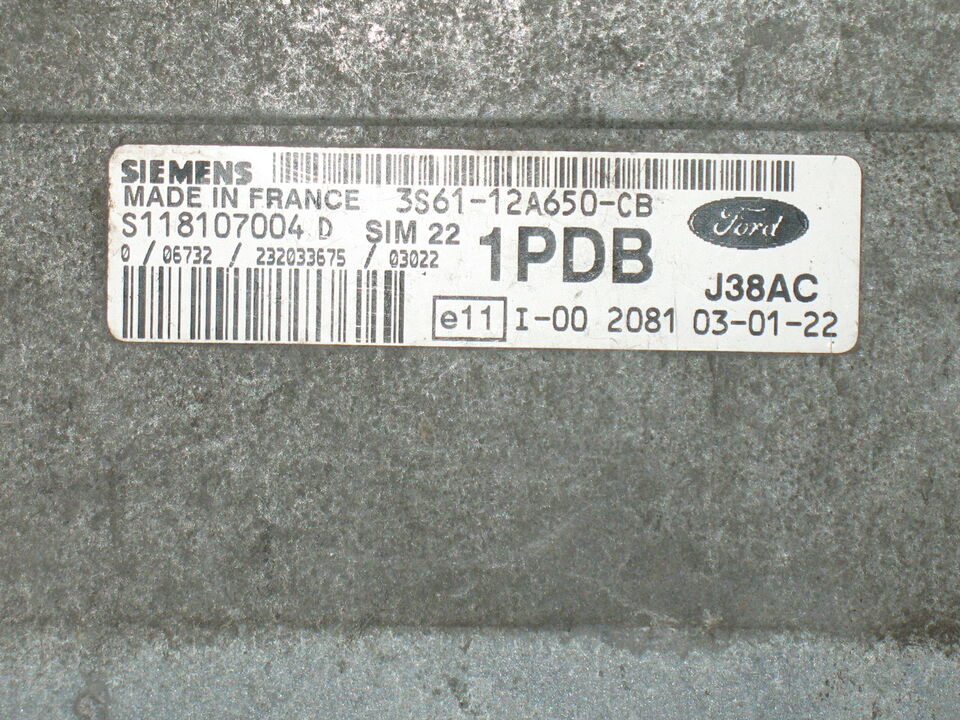 SIEMENS
MADE IN FRANCE 3S61-12A650-CB
S118107004 D SIM 22 1PDB Ford
0 / 06732 / 232033675 / 03022
J38AC
e11 I-00 2081 03-01-22